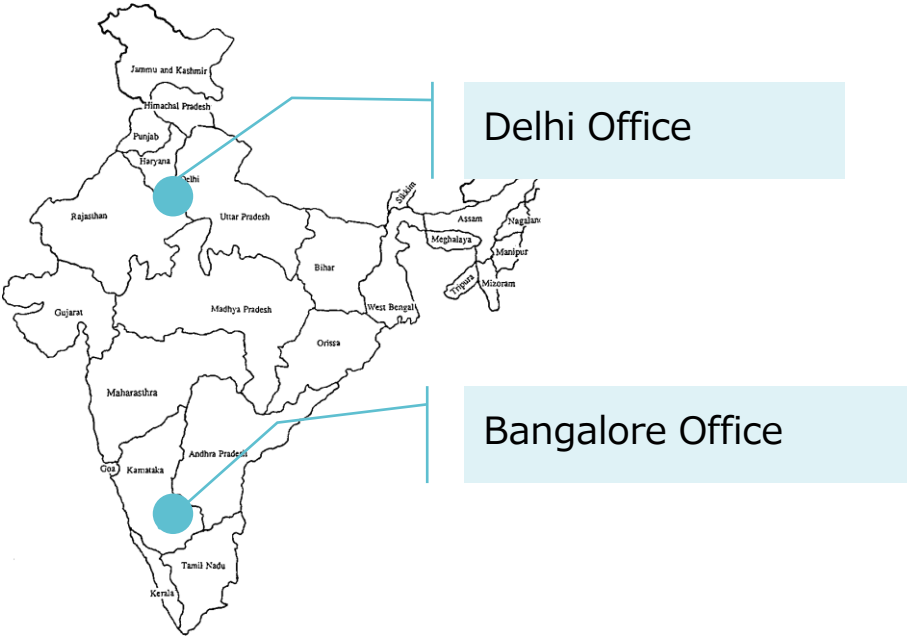 Jammu and Kashmir
Himachal Pradesh
Punjab
Haryana
Delhi
Delhi Office
Rajasthan
Uttar Pradesh
Sikkim
Assam
Nagaland
Meghalaya
Manipur
Bihar
Tripura
Mizoram
Gujarat
Madhya Pradesh
West Bengal
Orissa
Maharasthra
Bangalore Office
Andhra Pradesh
Goa
Karnataka
Tamil Nadu
Kerala